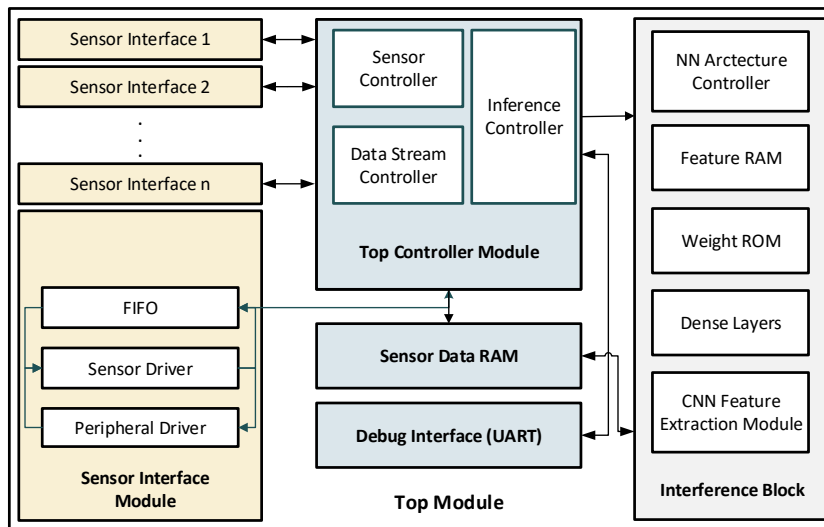 Sensor Interface 1
Sensor Interface 2
.
.
.
Sensor Interface n
FIFO
Sensor Driver
Peripheral Driver
Sensor Interface
Module
Sensor
Controller
Data Stream
Controller
Inference
Controller
Top Controller Module
Sensor Data RAM
Debug Interface (UART)
Top Module
NN Arctecture
Controller
Feature RAM
Weight ROM
Dense Layers
CNN Feature
Extraction Module
Interference Block